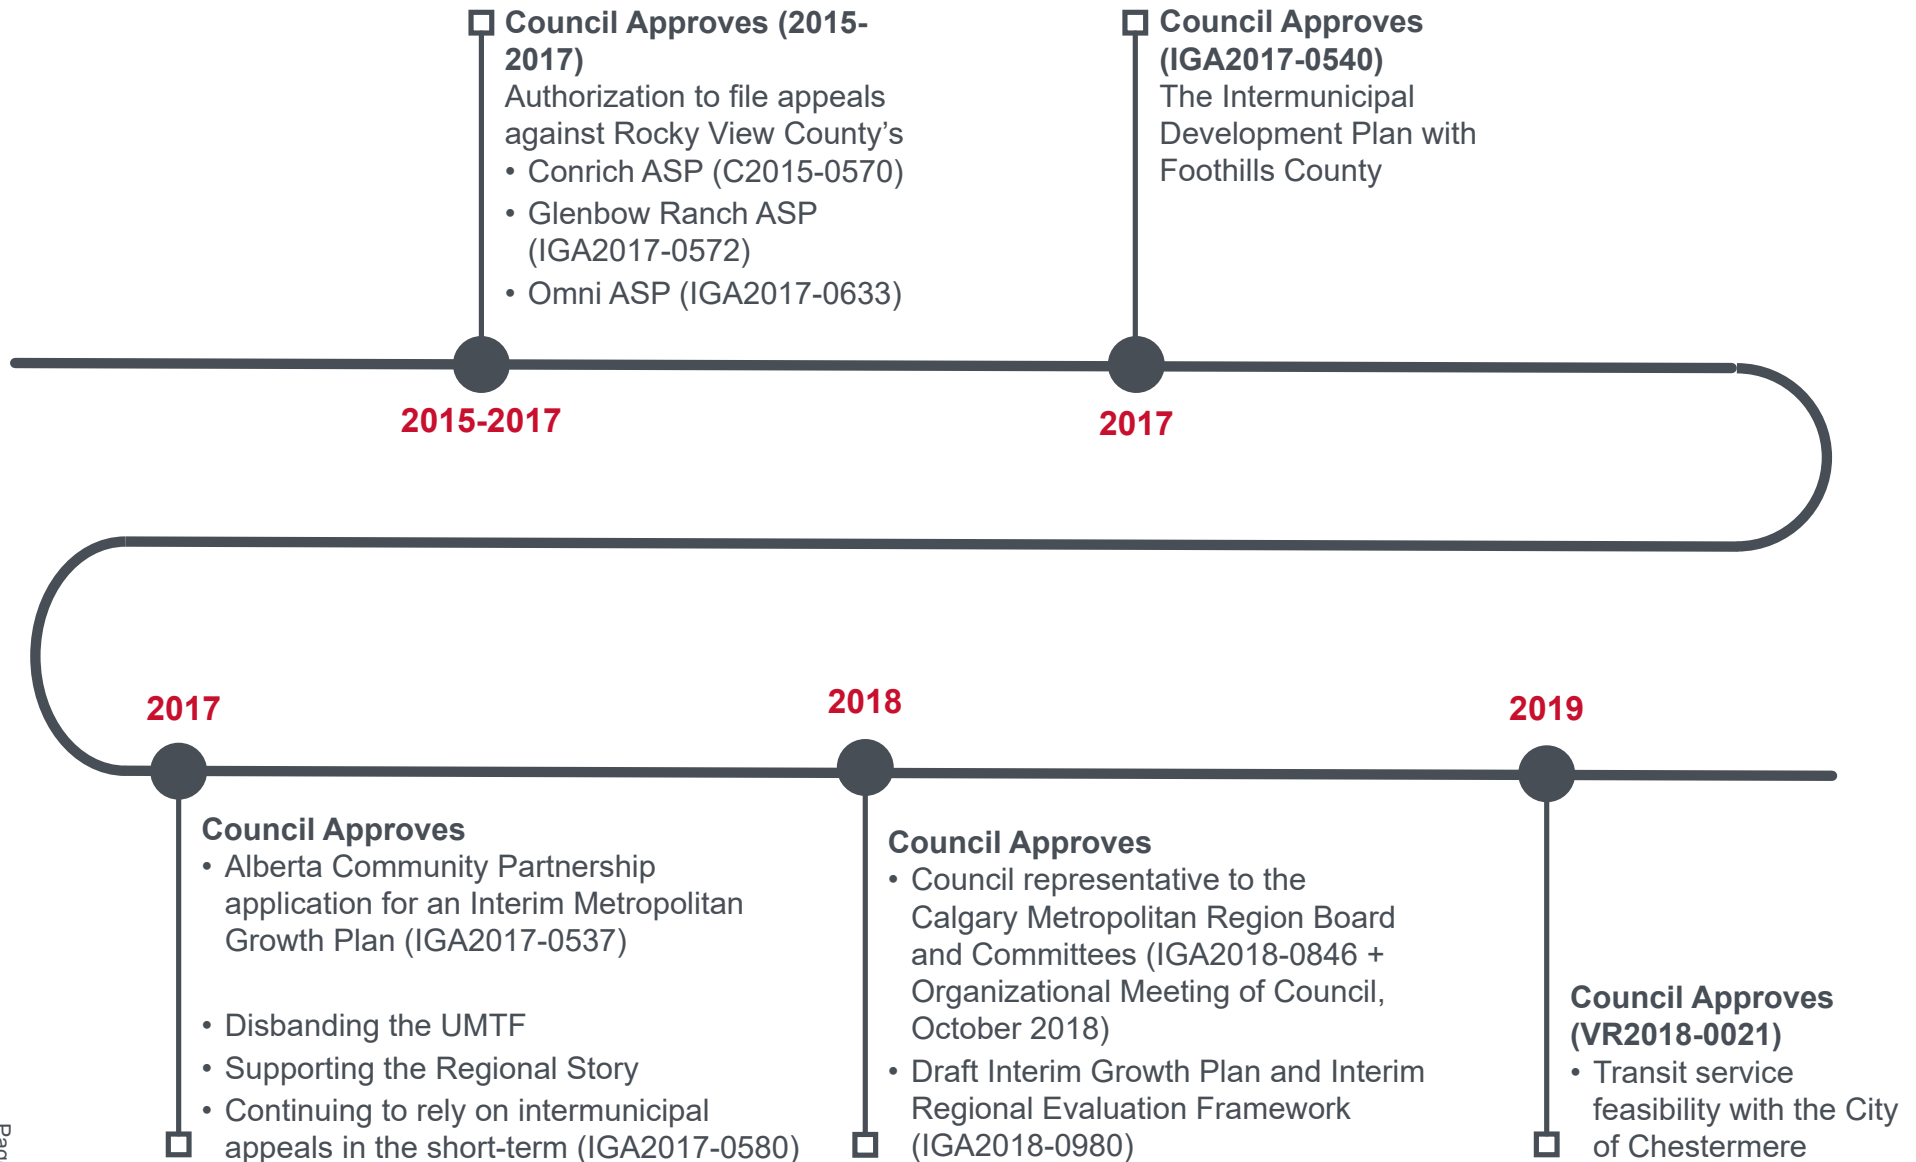 Council Approves (2015-
2017)
Authorization to file appeals
against Rocky View County’s
• Conrich ASP (C2015-0570)
• Glenbow Ranch ASP
(IGA2017-0572)
• Omni ASP (IGA2017-0633)
Council Approves
(IGA2017-0540)
The Intermunicipal
Development Plan with
Foothills County
2015-2017
2017
2017
2018
2019
Council Approves
• Alberta Community Partnership
application for an Interim Metropolitan
Growth Plan (IGA2017-0537)
• Disbanding the UMTF
• Supporting the Regional Story
• Continuing to rely on intermunicipal
appeals in the short-term (IGA2017-0580)
Council Approves
• Council representative to the
Calgary Metropolitan Region Board
and Committees (IGA2018-0846 +
Organizational Meeting of Council,
October 2018)
• Draft Interim Growth Plan and Interim
Regional Evaluation Framework
(IGA2018-0980)
Council Approves
(VR2018-0021)
• Transit service
feasibility with the City
of Chestermere